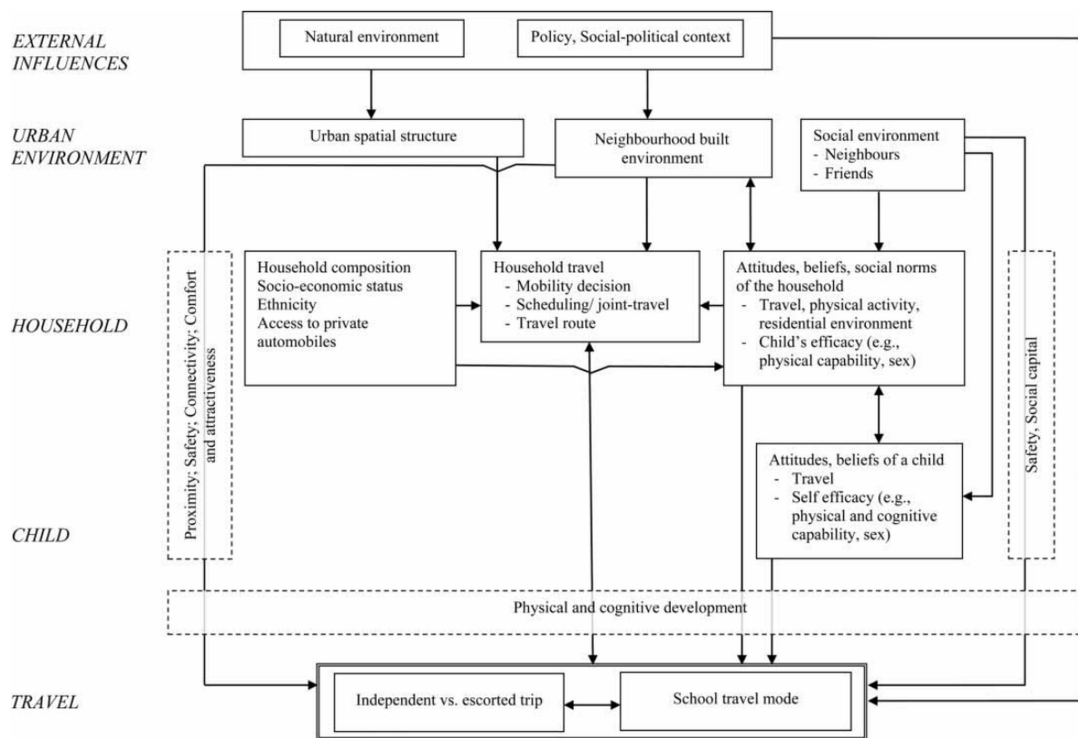 EXTERNAL
INFLUENCES
Natural environment
Policy, Social-political context
URBAN
ENVIRONMENT
Urban spatial structure
Neighbourhood built
environment
Social environment
- Neighbours
- Friends
HOUSEHOLD
Proximity; Safety; Connectivity; Comfort
and attractiveness
Household composition
Socio-economic status
Ethnicity
Access to private
automobiles
Household travel
- Mobility decision
- Scheduling/ joint-travel
- Travel route
Attitudes, beliefs, social norms
of the household
- Travel, physical activity,
residential environment
- Child's efficacy (e.g.,
physical capability, sex)
Safety, Social capital
CHILD
Attitudes, beliefs of a child
- Travel
- Self efficacy (e.g.,
physical and cognitive
capability, sex)
Physical and cognitive development
TRAVEL
Independent vs. escorted trip
School travel mode